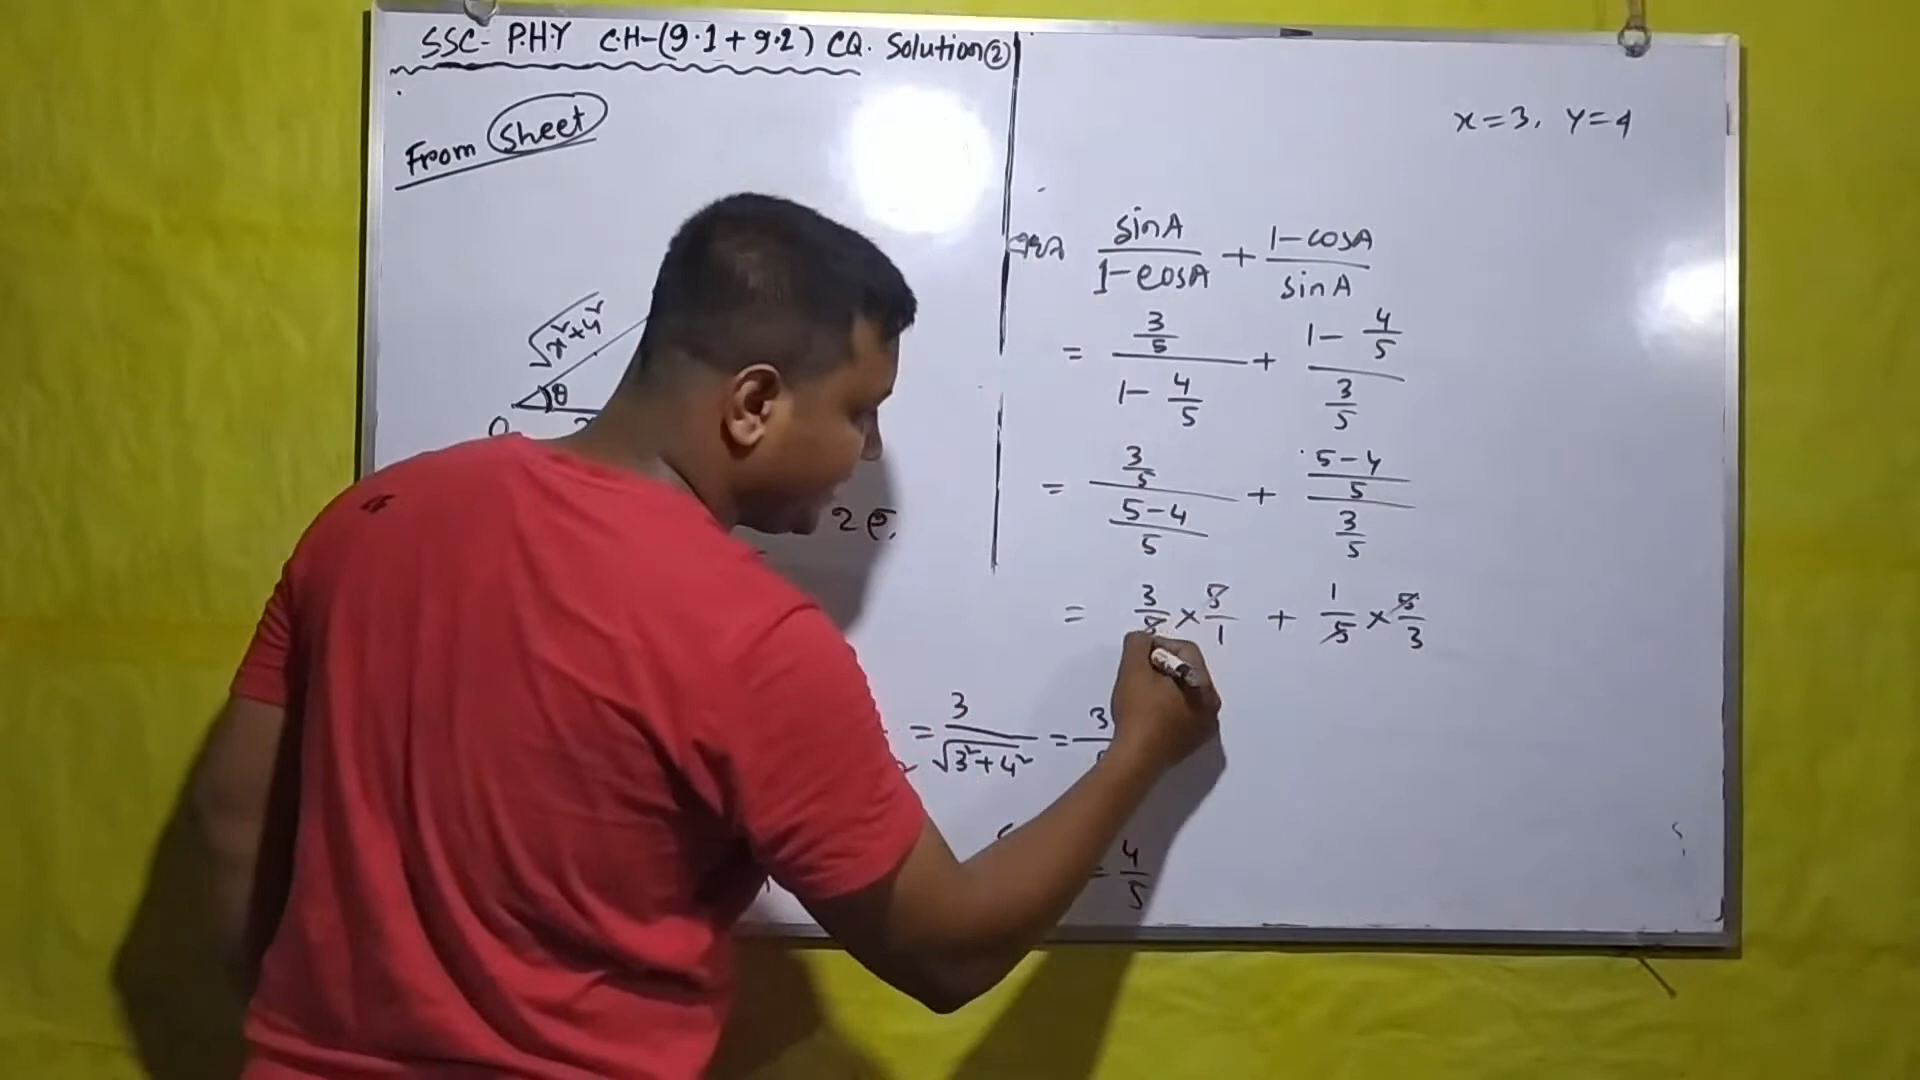 SSC- P.H.Y CH-(9.1+9.2) CQ. Solution②
From Sheet
√x²+4²
θ
O
x=3, Y=4
sinA/1-cosA + 1-cosA/sinA
= 3/5/1-4/5 + 1-4/5/3/5
= 3/5/5-4/5 + 5-4/5/3/5
= 3/5 × 5/1 + 1/5 × 5/3
= 3/√3²+4² = 3
= 4/5